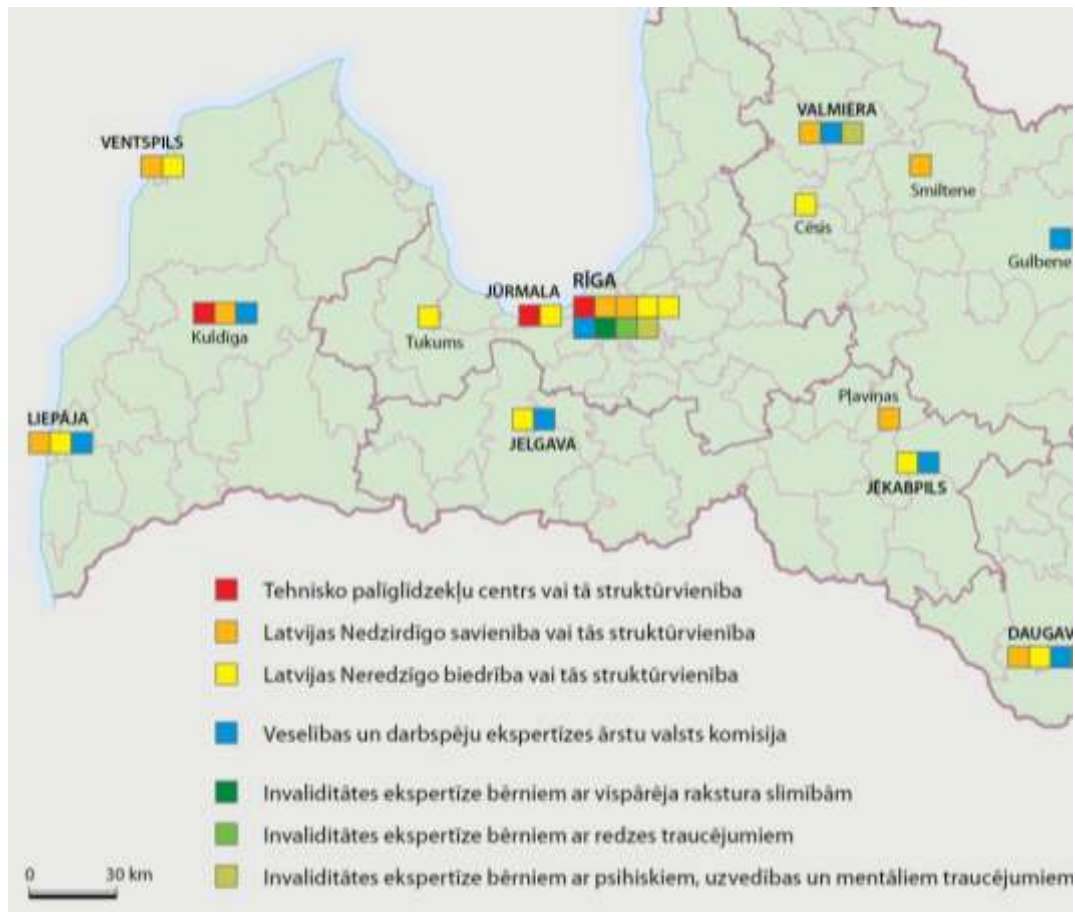 VALMIERA
VENTSPILS
Smiltene
Cēsis
Gulbene
RĪGA
JŪRMALA
Kuldīga
Tukums
Pļaviņas
LIEPĀJA
JELGAVA
JĒKABPILS
Tehnisko palīglīdzekļu centrs vai tā struktūrvienība
Latvijas Nedzirdīgo savienība vai tās struktūrvienība
DAUGAV
Latvijas Neredzīgo biedrība vai tās struktūrvienība
Veselības un darbspēju ekspertīzes ārstu valsts komisija
Invaliditātes ekspertīze bērniem ar vispārēja rakstura slimībām
Invaliditātes ekspertīze bērniem ar redzes traucējumiem
Invaliditātes ekspertīze bērniem ar psihiskiem, uzvedības un mentāliem traucējumiem
0 30 km